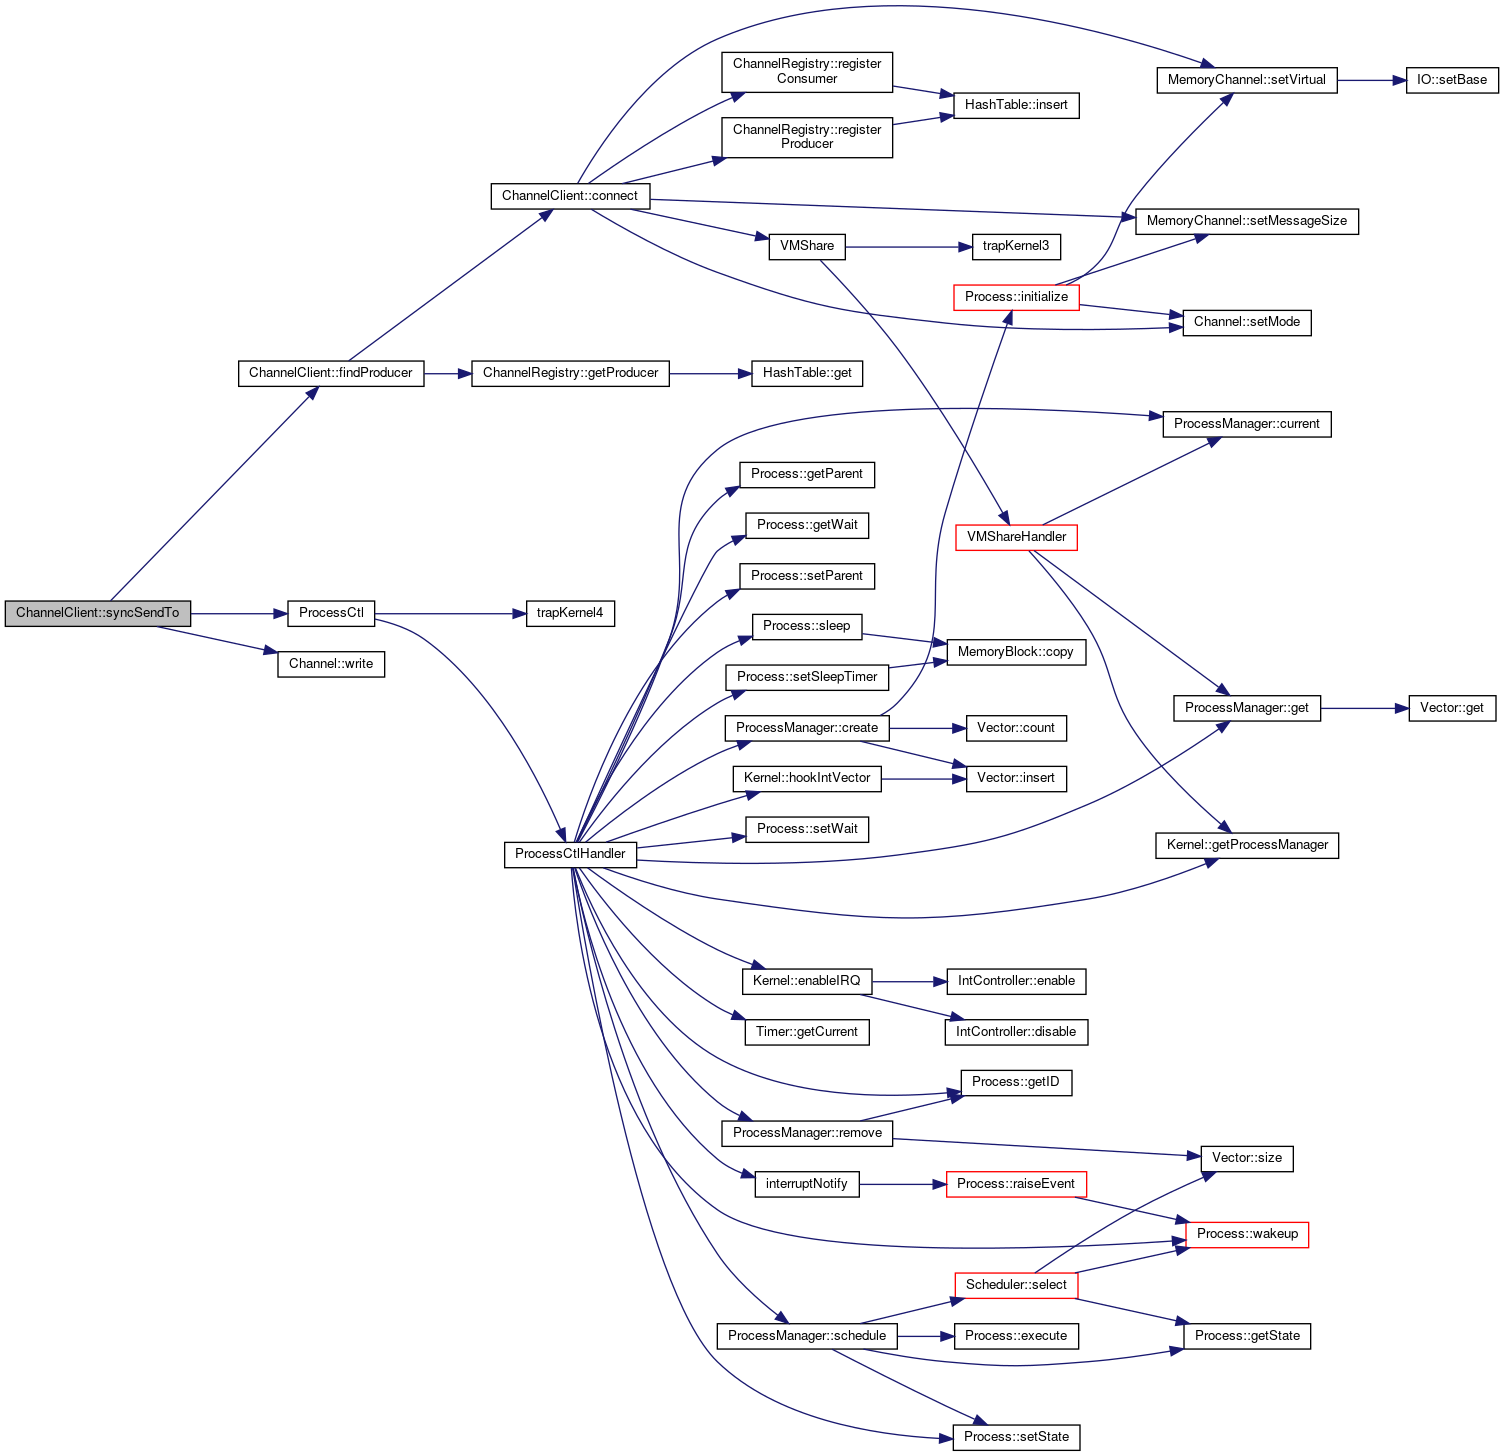 ChannelRegistry::register
Consumer
MemoryChannel::setVirtual
IO::setBase
HashTable::insert
ChannelRegistry::register
Producer
ChannelClient::connect
MemoryChannel::setMessageSize
VMShare
trapKernel3
Process::initialize
Channel::setMode
ChannelClient::findProducer
ChannelRegistry::getProducer
HashTable::get
ProcessManager::current
Process::getParent
Process::getWait
VMShareHandler
Process::setParent
ChannelClient::syncSendTo
ProcessCtl
trapKernel4
Process::sleep
MemoryBlock::copy
Channel::write
Process::setSleepTimer
ProcessManager::get
Vector::get
ProcessManager::create
Vector::count
Kernel::hookIntVector
Vector::insert
Process::setWait
Kernel::getProcessManager
ProcessCtlHandler
Kernel::enableIRQ
IntController::enable
Timer::getCurrent
IntController::disable
Process::getID
ProcessManager::remove
Vector::size
interruptNotify
Process::raiseEvent
Process::wakeup
Scheduler::select
ProcessManager::schedule
Process::execute
Process::getState
Process::setState